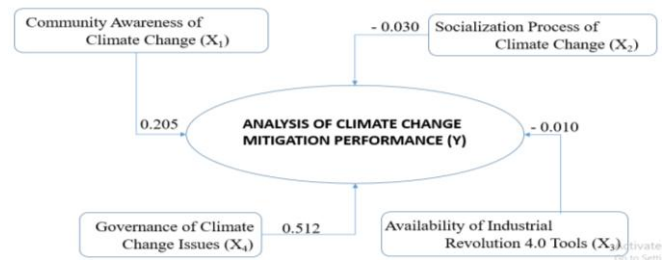 Community Awareness of
Climate Change (X₁)
- 0.030
Socialization Process of
Climate Change (X₂)
0.205
ANALYSIS OF CLIMATE CHANGE
MITIGATION PERFORMANCE (Y)
- 0.010
Governance of Climate
Change Issues (X₄)
0.512
Availability of Industrial
Revolution 4.0 Tools (X₃)